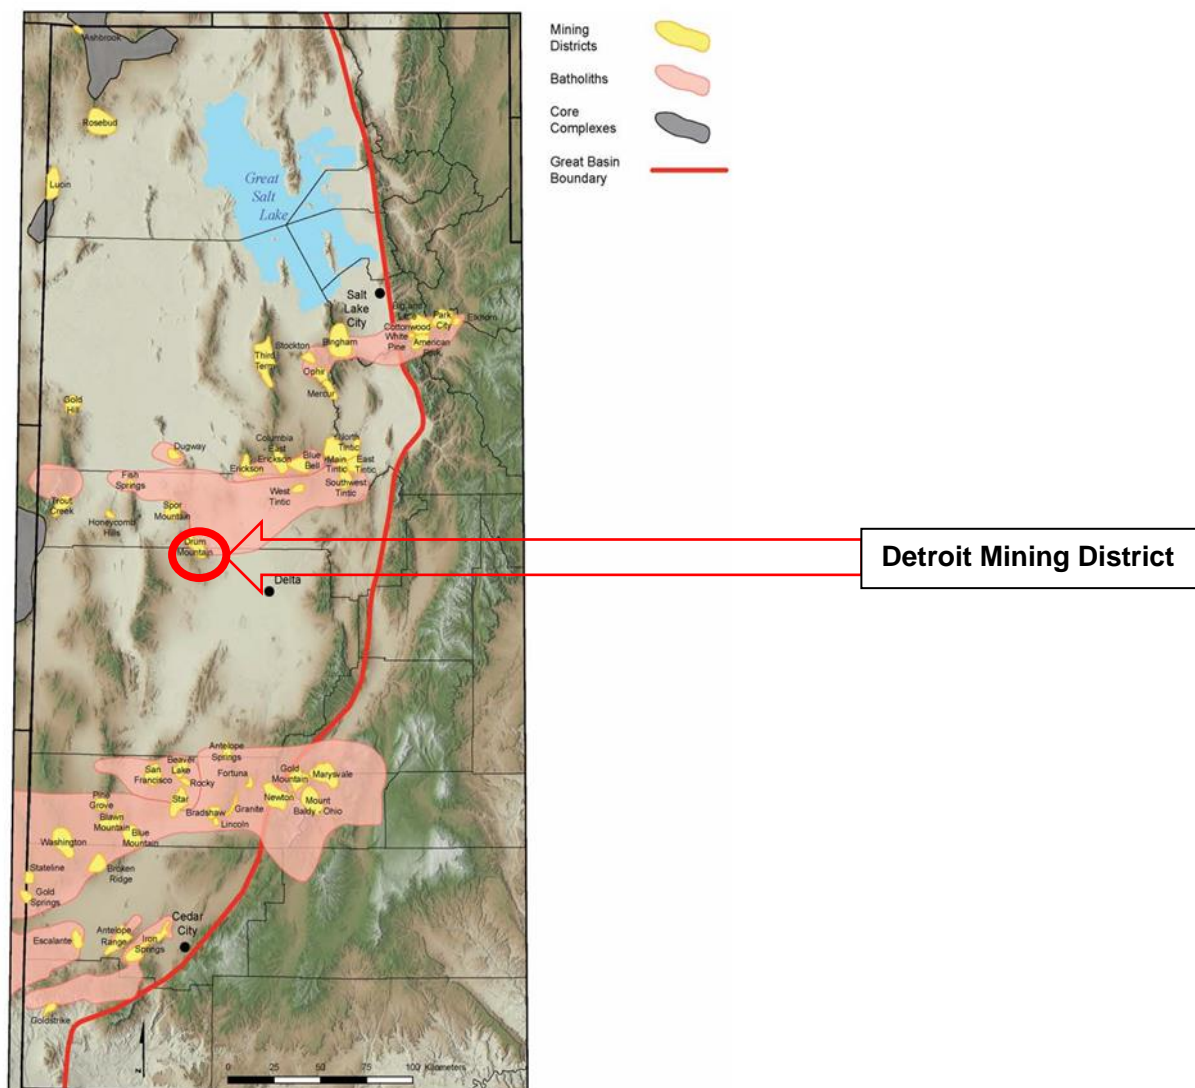 Mining
Districts
Batholiths
Core
Complexes
Great Basin
Boundary
Ashbrook
Rosebud
Lucin
Great
Salt
Lake
Salt
Lake
City
Park
City
Elkhorn
Cottonwood
White
Pine
American
Bingham
Stockton
Third
Term
Ophir
Mercur
Gold
Hill
Dugway
Columbia
- East
Erickson
Erickson
Blue
Bell
North
Tintic
Main
Tintic
East
Tintic
Southwest
Tintic
West
Tintic
Fish
Springs
Trout
Creek
Honeycomb
Hills
Spor
Mountain
Drum
Mountain
Detroit Mining District
Delta
Antelope
Springs
Beaver
Lake
San
Francisco
Rocky
Fortuna
Gold
Mountain
Marysvale
Star
Newton
Mount
Baldy - Ohio
Granite
Bradshaw
Lincoln
Pine
Grove
Blawn
Mountain
Blue
Mountain
Washington
Broken
Ridge
Stateline
Gold
Springs
Cedar
City
Escalante
Antelope
Range
Iron
Springs
Goldstrike
z
0 25 50 75 100 Kilometers